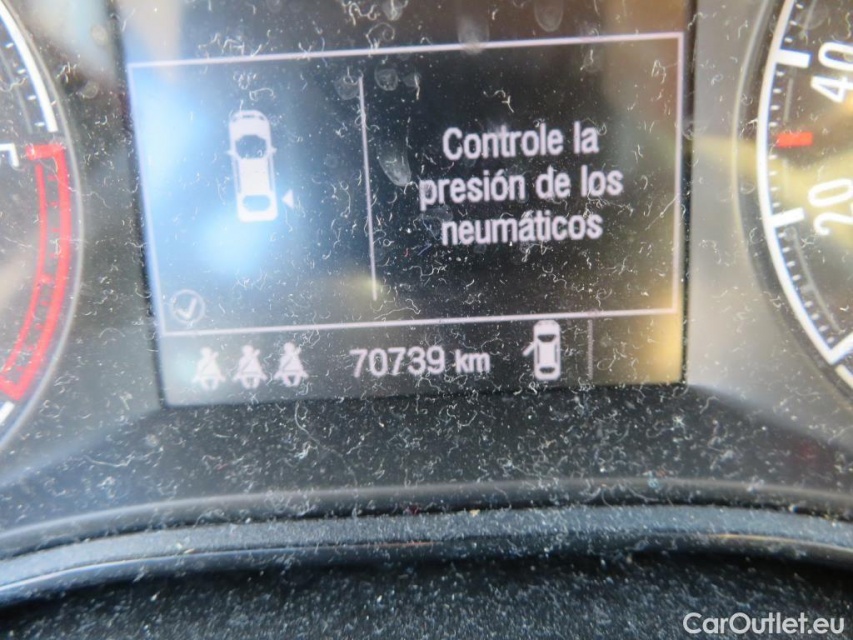 Controle la
presión de los
neumáticos
70739 km
40
20
CarOutlet.eu